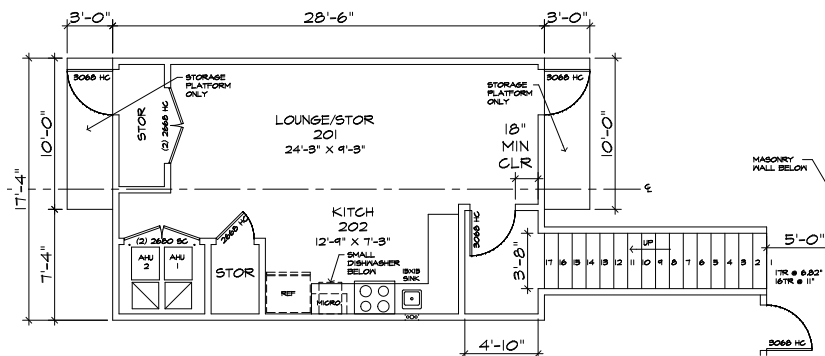 3'-0"
28'-6"
3'-0"
3068 HC
STORAGE
PLATFORM
ONLY
STOR
(2) 2668 HC
LOUNGE/STOR
201
24'-3" X 9'-3"
STORAGE
PLATFORM
ONLY
3068 HC
18"
MIN
CLR
10'-0"
17'-4"
7'-4"
10'-0"
MASONRY
WALL BELOW
℄
KITCH
202
12'-9" X 7'-3"
(2) 2680 SC
AHU
2
AHU
1
2668 HC
STOR
SMALL
DISHWASHER
BELOW
REF
MICRO
15X15
SINK
3068 HC
3'-8"
UP
17 16 15 14 13 12 11 10 9 8 7 6 5 4 3 2 1
5'-0"
17R @ 6.82"
16TR @ 11"
3068 HC
4'-10"